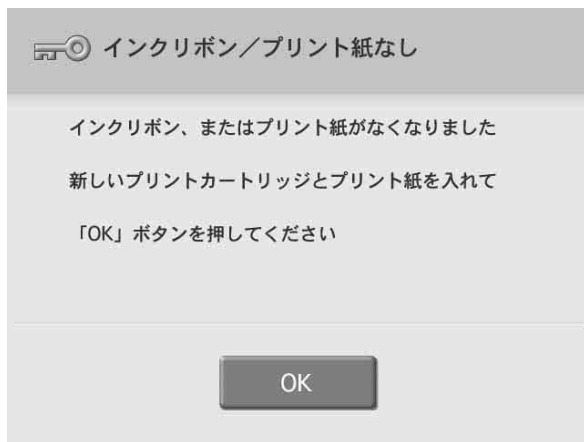 インクリボン／プリント紙なし
インクリボン、またはプリント紙がなくなりました
新しいプリントカートリッジとプリント紙を入れて
「OK」ボタンを押してください
OK